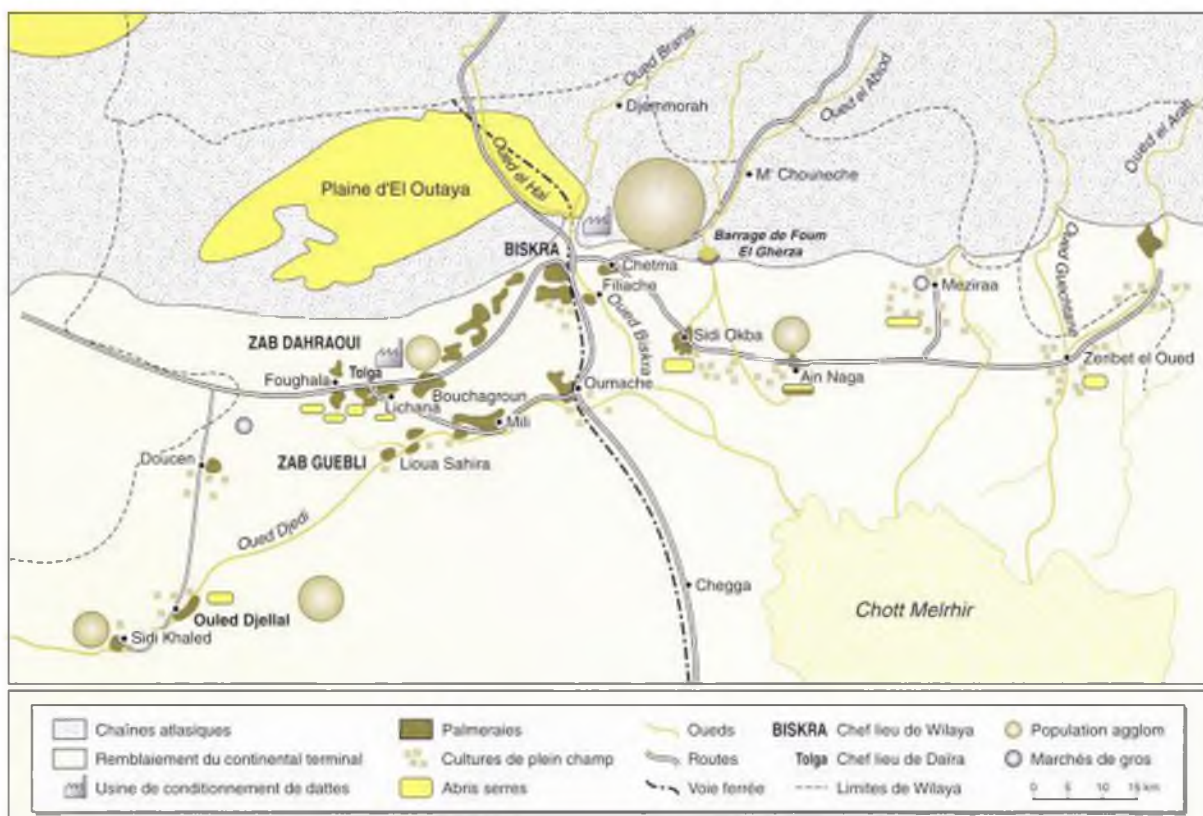 Oued Branis
Djemmorah
Oued el Abiod
Oued el Arab
Oued el Hai
Plaine d'El Outaya
Mᵗ Chouneche
BISKRA
Barrage de Foum
El Gherza
Chetma
Filiache
Oued Guechtane
Meziraa
Oued Biskra
ZAB DAHRAOUI
Sidi Okba
Foughala
Tolga
Zeribet el Oued
Ain Naga
Lichana
Bouchagroun
Oumache
Mlili
Doucen
ZAB GUEBLI
Lioua Sahira
Oued Djedi
Chegga
Chott Melrhir
Ouled Djellal
Sidi Khaled
Chaînes atlasiques
Palmeraies
Oueds
BISKRA Chef lieu de Wilaya
Population agglom
Remblaiement du continental terminal
Cultures de plein champ
Routes
Tolga Chef lieu de Daïra
Marchés de gros
Usine de conditionnement de dattes
Abris serres
Voie ferrée
Limites de Wilaya
0 5 10 15 km